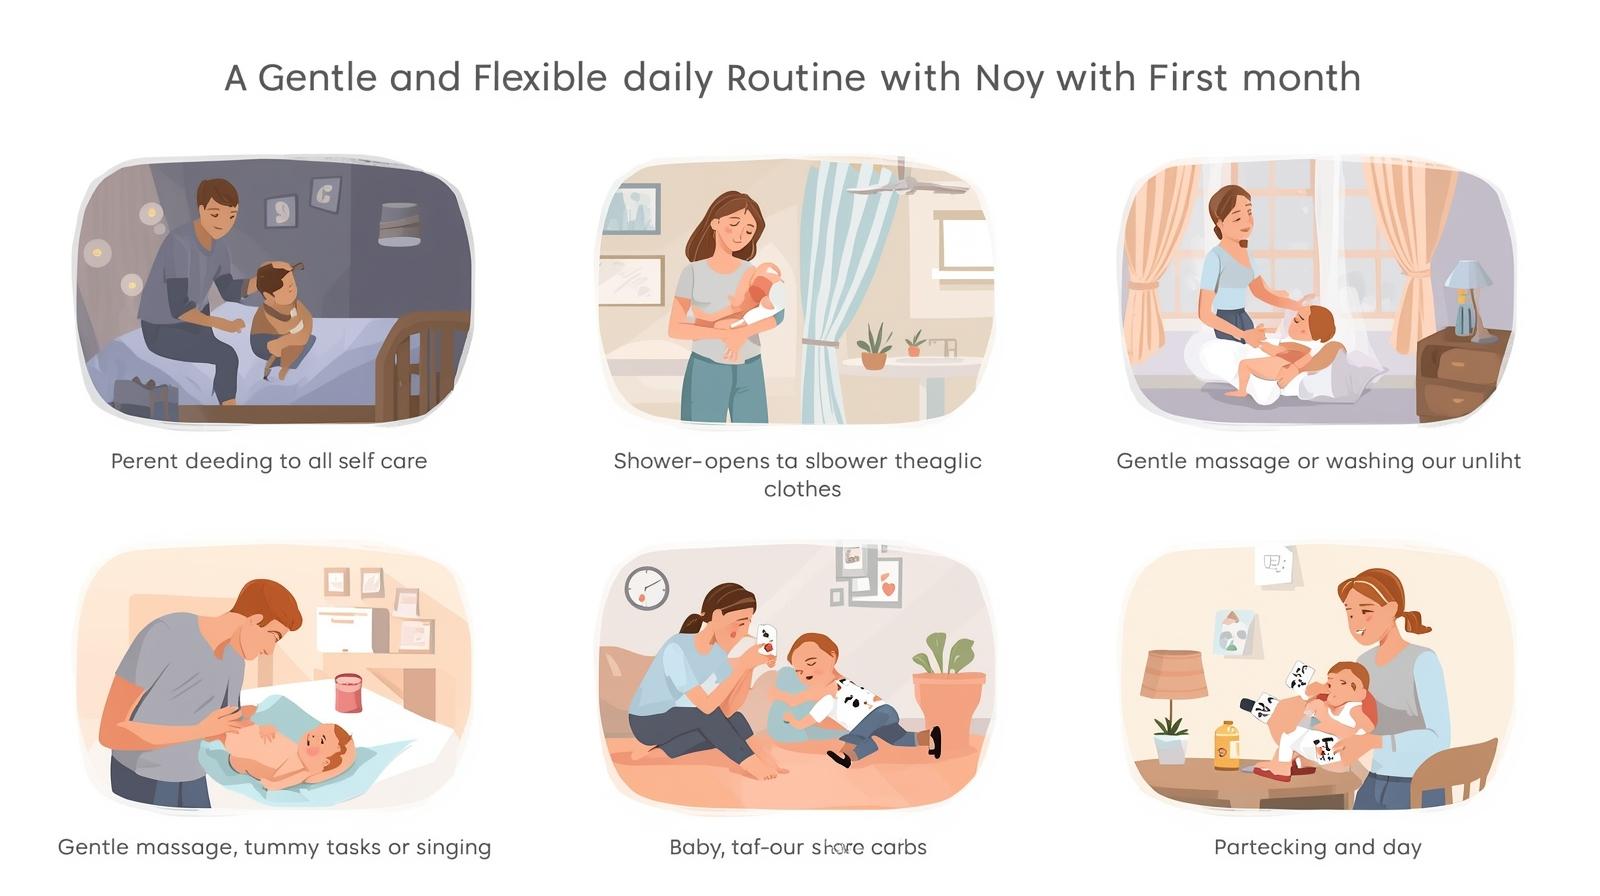 A Gentle and Flexible daily Routine with Noy with First month
Perent deeding to all self care
Shower-opens ta slbower theaglic
clothes
Gentle massage or washing our unliht
Gentle massage, tummy tasks or singing
Baby, taf-our shore carbs
Partecking and day